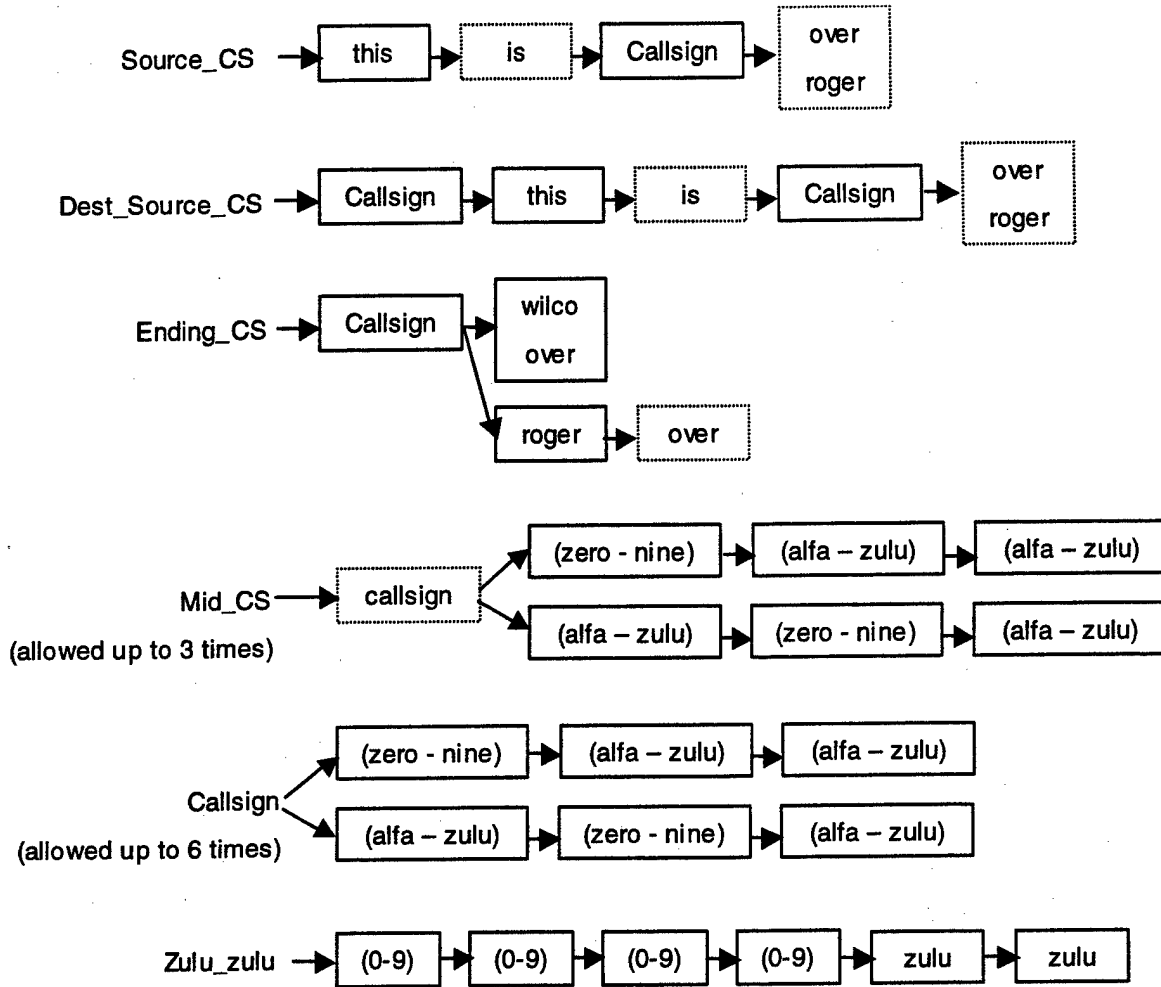 over
Source_CS this is Callsign
roger
over
Dest_Source_CS Callsign this is Callsign
roger
wilco
Ending_CS Callsign
over
roger over
(zero - nine) (alfa – zulu) (alfa – zulu)
Mid_CS callsign
(alfa – zulu) (zero - nine) (alfa – zulu)
(allowed up to 3 times)
(zero - nine) (alfa – zulu) (alfa – zulu)
Callsign
(alfa – zulu) (zero - nine) (alfa – zulu)
(allowed up to 6 times)
Zulu_zulu (0-9) (0-9) (0-9) (0-9) zulu zulu